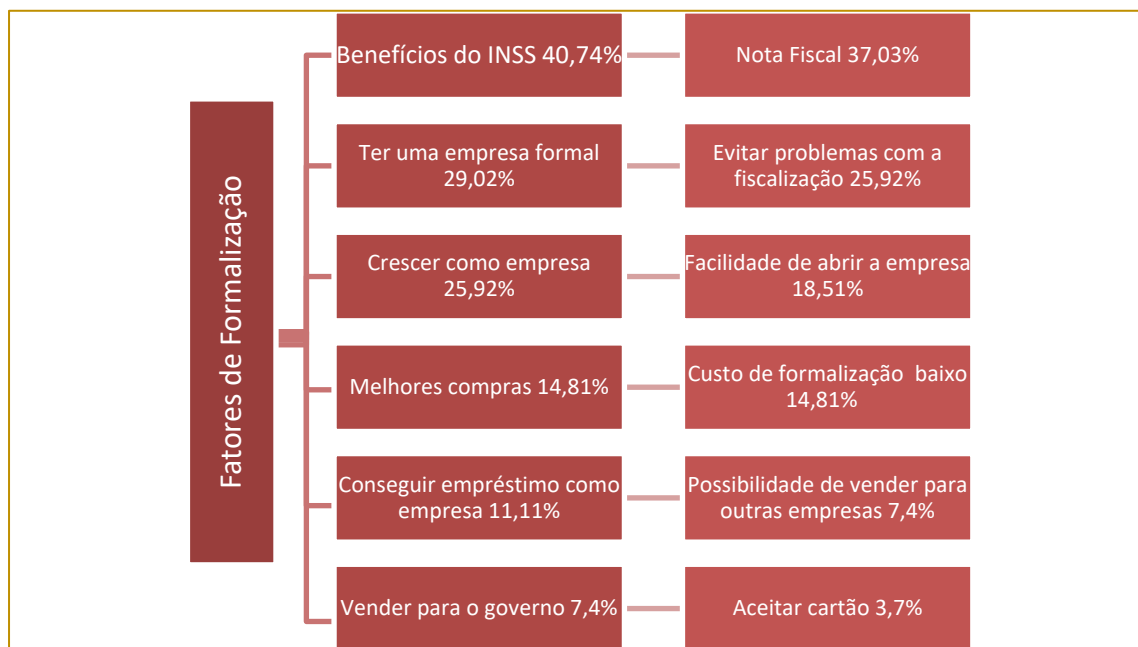 Fatores de Formalização
Benefícios do INSS 40,74%
Nota Fiscal 37,03%
Ter uma empresa formal
29,02%
Evitar problemas com a
fiscalização 25,92%
Crescer como empresa
25,92%
Facilidade de abrir a empresa
18,51%
Melhores compras 14,81%
Custo de formalização baixo
14,81%
Conseguir empréstimo como
empresa 11,11%
Possibilidade de vender para
outras empresas 7,4%
Vender para o governo 7,4%
Aceitar cartão 3,7%